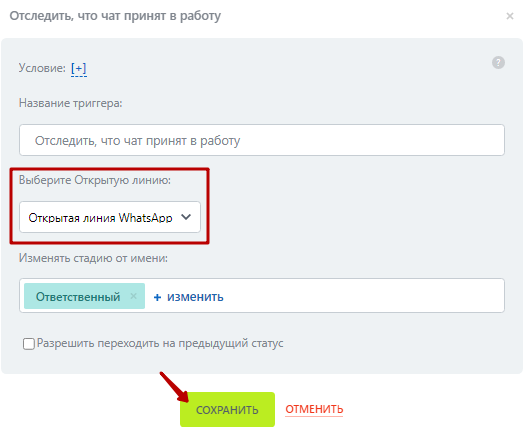 Отследить, что чат принят в работу ×
Условие: [+] ?
Название триггера:
Отследить, что чат принят в работу
Выберите Открытую линию:
Открытая линия WhatsApp
Изменять стадию от имени:
Ответственный × + изменить
Разрешить переходить на предыдущий статус
СОХРАНИТЬ ОТМЕНИТЬ